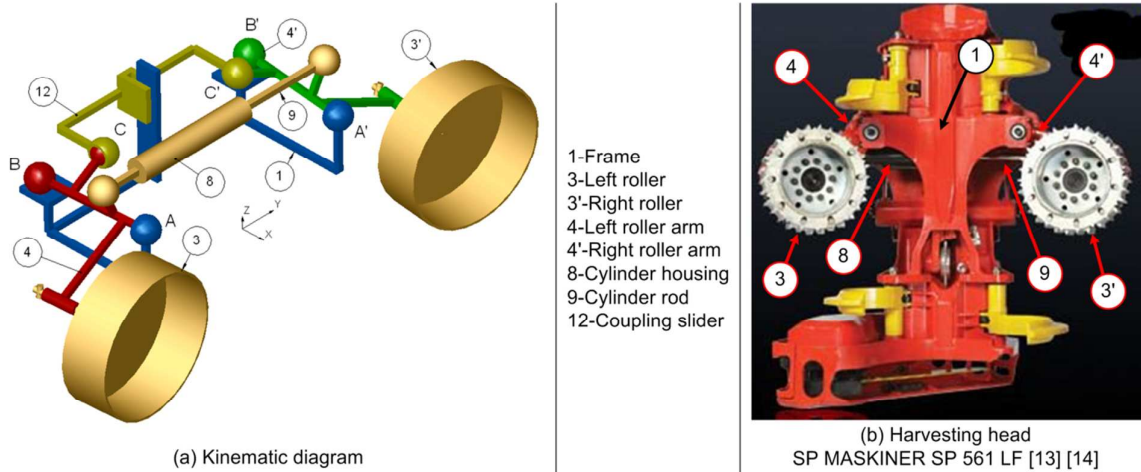 B'
4'
3'
12
C'
C
9
A'
B
8
1
Z
Y
X
A
4
3
(a) Kinematic diagram
1-Frame
3-Left roller
3'-Right roller
4-Left roller arm
4'-Right roller arm
8-Cylinder housing
9-Cylinder rod
12-Coupling slider
1
4
4'
3
8
9
3'
(b) Harvesting head
SP MASKINER SP 561 LF [13] [14]